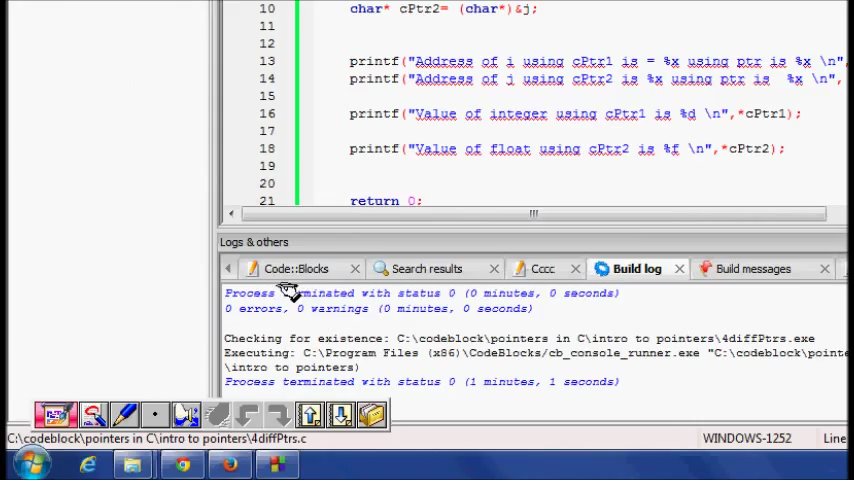 10 char* cPtr2= (char*)&j;
11
12
13 printf("Address of i using cPtr1 is = %x using ptr is %x \n",
14 printf("Address of j using cPtr2 is %x using ptr is  %x \n",
15
16 printf("Value of integer using cPtr1 is %d \n",*cPtr1);
17
18 printf("Value of float using cPtr2 is %f \n",*cPtr2);
19
20
21 return 0;
Logs & others
Code::Blocks Search results Cccc Build log Build messages
Process terminated with status 0 (0 minutes, 0 seconds)
0 errors, 0 warnings (0 minutes, 0 seconds)
Checking for existence: C:\codeblock\pointers in C\intro to pointers\4diffPtrs.exe
Executing: C:\Program Files (x86)\CodeBlocks/cb_console_runner.exe "C:\codeblock\pointe
\intro to pointers)
Process terminated with status 0 (1 minutes, 1 seconds)
C:\codeblock\pointers in C\intro to pointers\4diffPtrs.c WINDOWS-1252 Line